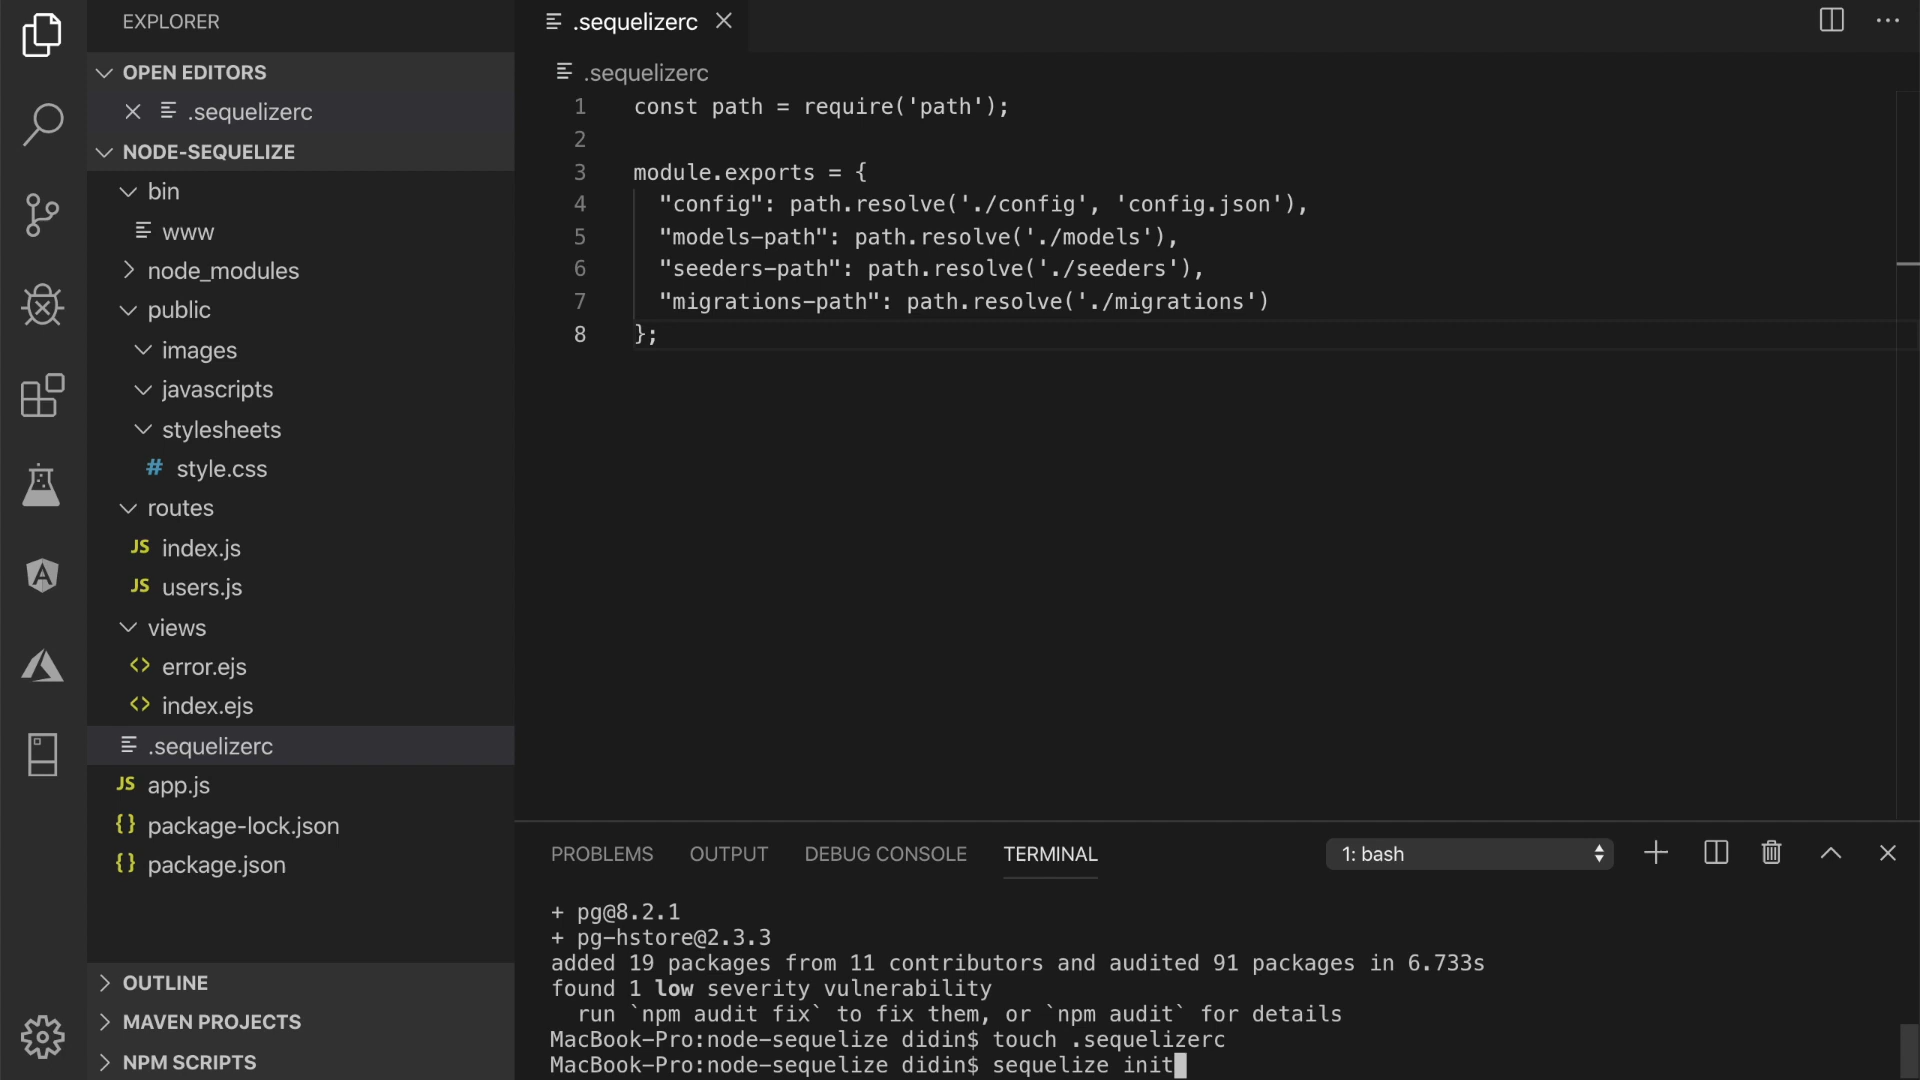 EXPLORER
OPEN EDITORS
.sequelizerc
NODE-SEQUELIZE
bin
www
node_modules
public
images
javascripts
stylesheets
# style.css
routes
JS index.js
JS users.js
views
<> error.ejs
<> index.ejs
.sequelizerc
JS app.js
{} package-lock.json
{} package.json
OUTLINE
MAVEN PROJECTS
NPM SCRIPTS
.sequelizerc
.sequelizerc
1 const path = require('path');
2
3 module.exports = {
4 "config": path.resolve('./config', 'config.json'),
5 "models-path": path.resolve('./models'),
6 "seeders-path": path.resolve('./seeders'),
7 "migrations-path": path.resolve('./migrations')
8 };
PROBLEMS OUTPUT DEBUG CONSOLE TERMINAL 1: bash
+ pg@8.2.1
+ pg-hstore@2.3.3
added 19 packages from 11 contributors and audited 91 packages in 6.733s
found 1 low severity vulnerability
run `npm audit fix` to fix them, or `npm audit` for details
MacBook-Pro:node-sequelize didin$ touch .sequelizerc
MacBook-Pro:node-sequelize didin$ sequelize init